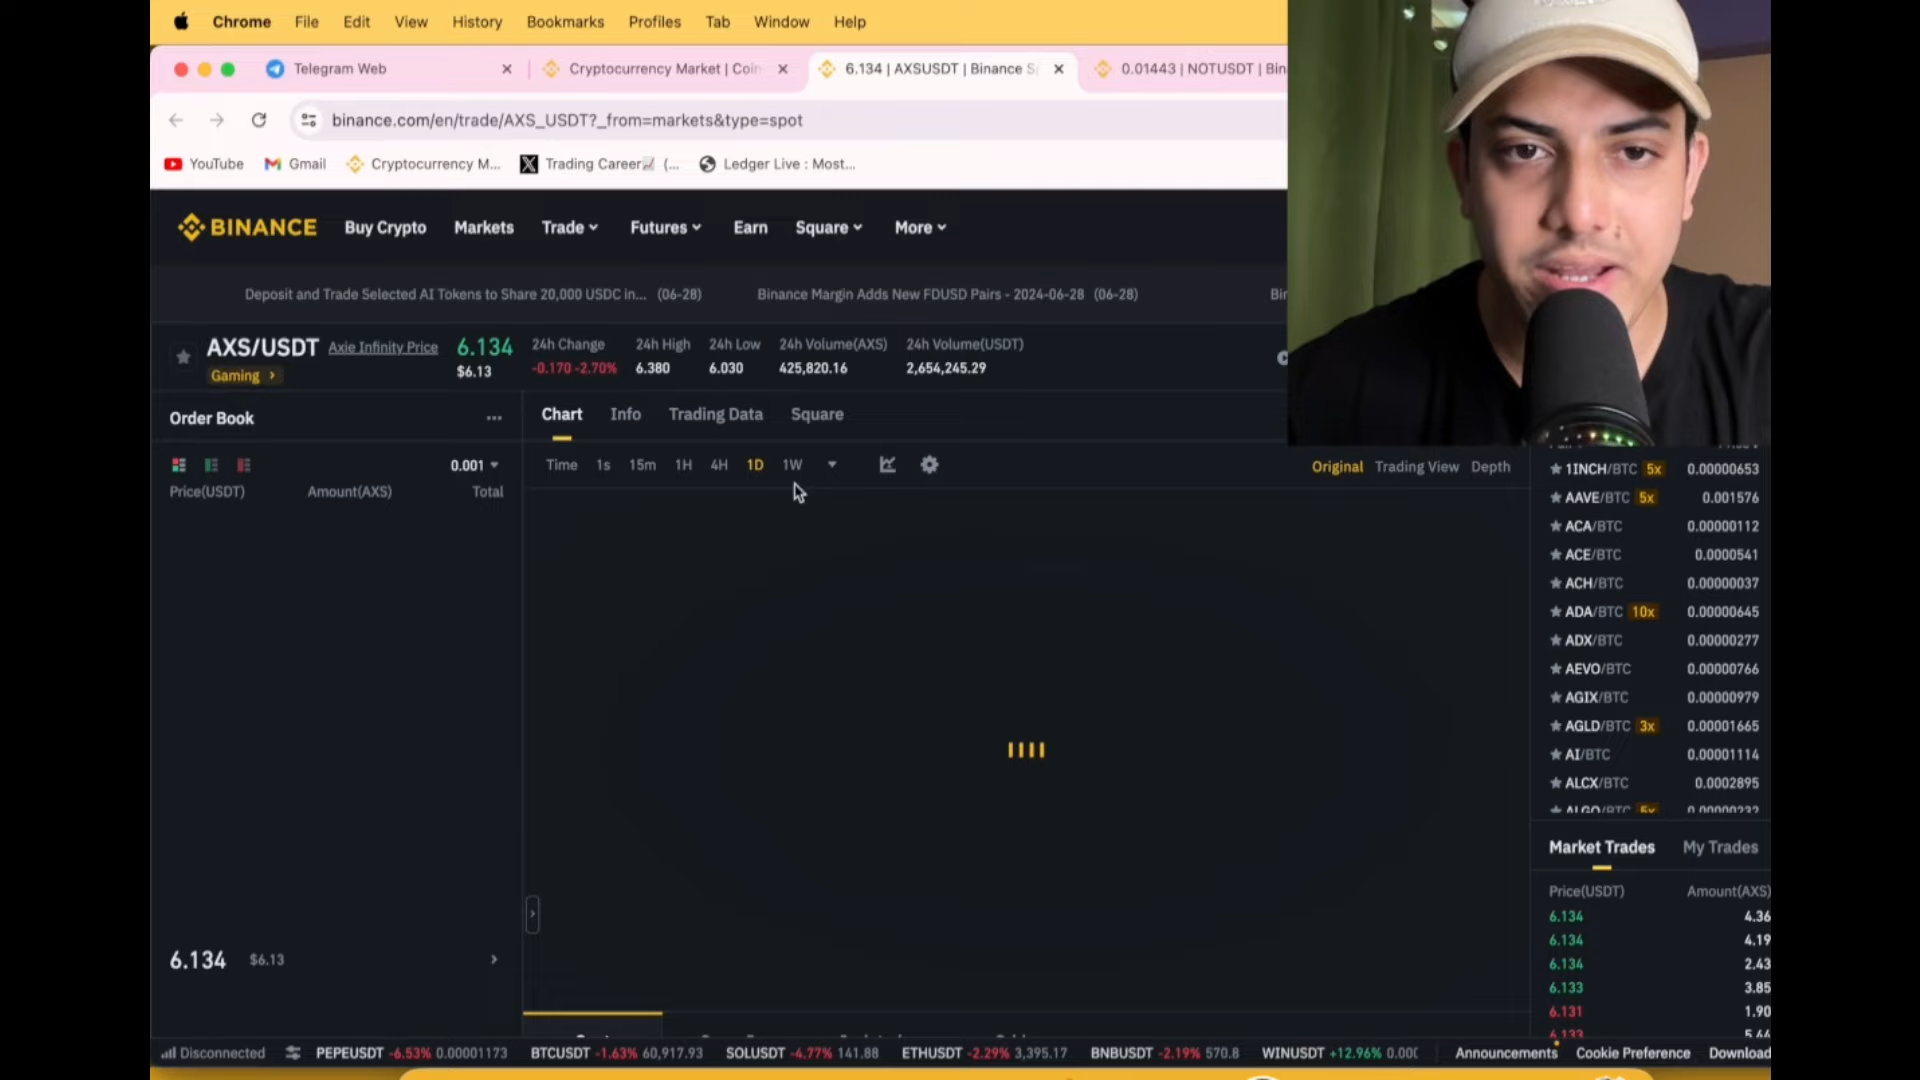 Chrome File Edit View History Bookmarks Profiles Tab Window Help
Telegram Web Cryptocurrency Market | Coin 6.134 | AXSUSDT | Binance S 0.01443 | NOTUSDT | Bin
binance.com/en/trade/AXS_USDT?_from=markets&type=spot
YouTube Gmail Cryptocurrency M... Trading Career (... Ledger Live : Most...
BINANCE Buy Crypto Markets Trade Futures Earn Square More
Deposit and Trade Selected AI Tokens to Share 20,000 USDC in... (06-28) Binance Margin Adds New FDUSD Pairs - 2024-06-28 (06-28)
AXS/USDT Axie Infinity Price 6.134 24h Change 24h High 24h Low 24h Volume(AXS) 24h Volume(USDT)
Gaming $6.13 -0.170 -2.70% 6.380 6.030 425,820.16 2,654,245.29
Order Book
0.001
Price(USDT) Amount(AXS) Total
6.134 $6.13
Chart Info Trading Data Square
Time 1s 15m 1H 4H 1D 1W Original Trading View Depth
1INCH/BTC 5x 0.00000653
AAVE/BTC 5x 0.001576
ACA/BTC 0.00000112
ACE/BTC 0.0000541
ACH/BTC 0.00000037
ADA/BTC 10x 0.00000645
ADX/BTC 0.00000277
AEVO/BTC 0.00000766
AGIX/BTC 0.00000979
AGLD/BTC 3x 0.00001665
AI/BTC 0.00001114
ALCX/BTC 0.0002895
ALGO/BTC 5x 0.00000232
Market Trades My Trades
Price(USDT) Amount(AXS)
6.134 4.36
6.134 4.19
6.134 2.43
6.133 3.85
6.131 1.90
6.133 5.44
Disconnected PEPEUSDT -6.53% 0.00001173 BTCUSDT -1.63% 60,917.93 SOLUSDT -4.77% 141.88 ETHUSDT -2.29% 3,395.17 BNBUSDT -2.19% 570.8 WINUSDT +12.96% 0.000 Announcements Cookie Preference Download